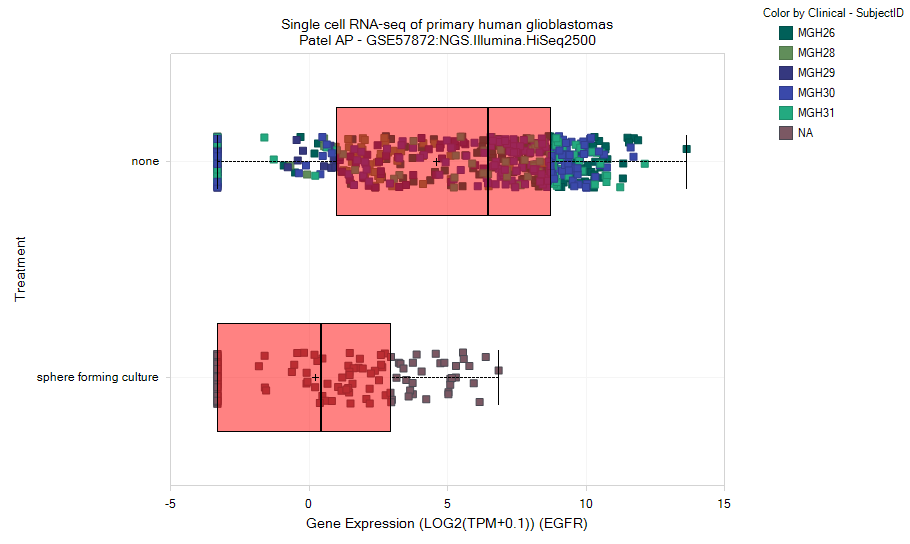 Single cell RNA-seq of primary human glioblastomas
Patel AP - GSE57872:NGS.Illumina.HiSeq2500
Color by Clinical - SubjectID
MGH26
MGH28
MGH29
MGH30
MGH31
NA
Treatment
none
sphere forming culture
-5
0
5
10
15
Gene Expression (LOG2(TPM+0.1)) (EGFR)